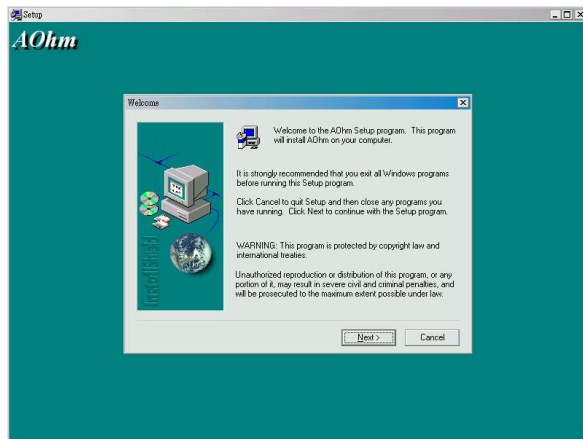 Setup
AOhm
Welcome
Welcome to the AOhm Setup program. This program
will install AOhm on your computer.
It is strongly recommended that you exit all Windows programs
before running this Setup program.
Click Cancel to quit Setup and then close any programs you
have running. Click Next to continue with the Setup program.
WARNING: This program is protected by copyright law and
international treaties.
Unauthorized reproduction or distribution of this program, or any
portion of it, may result in severe civil and criminal penalties, and
will be prosecuted to the maximum extent possible under law.
InstallShield
Next >
Cancel